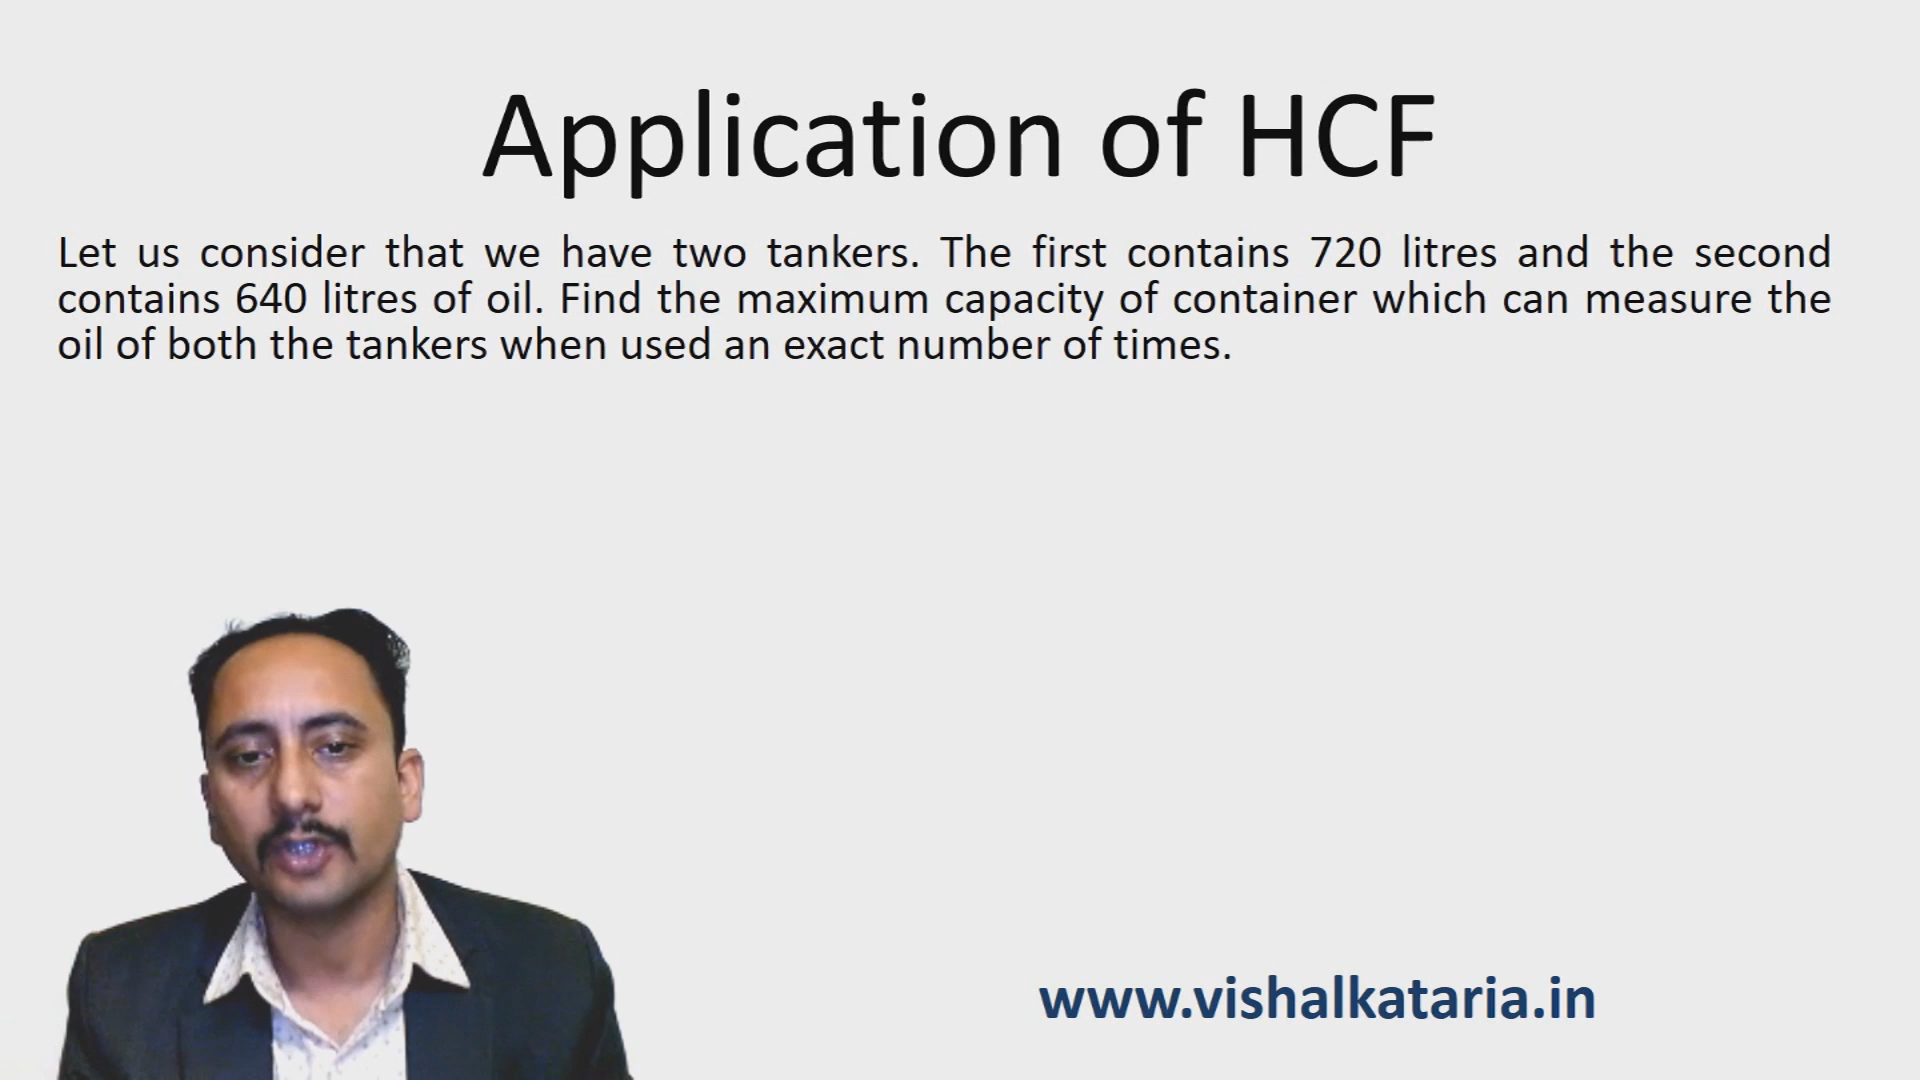 Application of HCF
Let us consider that we have two tankers. The first contains 720 litres and the second
contains 640 litres of oil. Find the maximum capacity of container which can measure the
oil of both the tankers when used an exact number of times.
www.vishalkataria.in